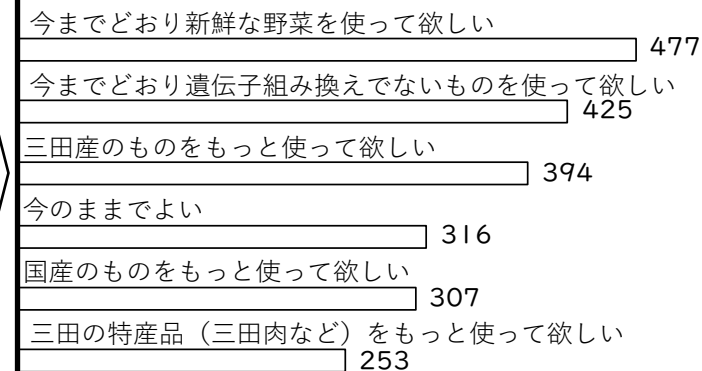 今までどおり新鮮な野菜を使って欲しい
477
今までどおり遺伝子組み換えでないものを使って欲しい
425
三田産のものをもっと使って欲しい
394
今のままでよい
316
国産のものをもっと使って欲しい
307
三田の特産品（三田肉など）をもっと使って欲しい
253